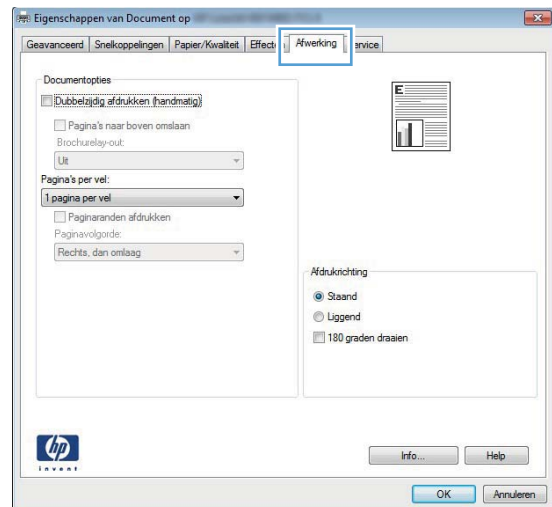 Eigenschappen van Document op
Geavanceerd Snelkoppelingen Papier/Kwaliteit Afwerking
Documentopties
Dubbelzijdig afdrukken (handmatig)
Pagina's naar boven omslaan
Brochurelay-out:
Uit
Pagina's per vel:
1 pagina per vel
Paginaranden afdrukken
Paginavolgorde:
Rechts, dan omlaag
E
Afdrukrichting
Staand
Liggend
180 graden draaien
hp
invent
Info... Help
OK Annuleren